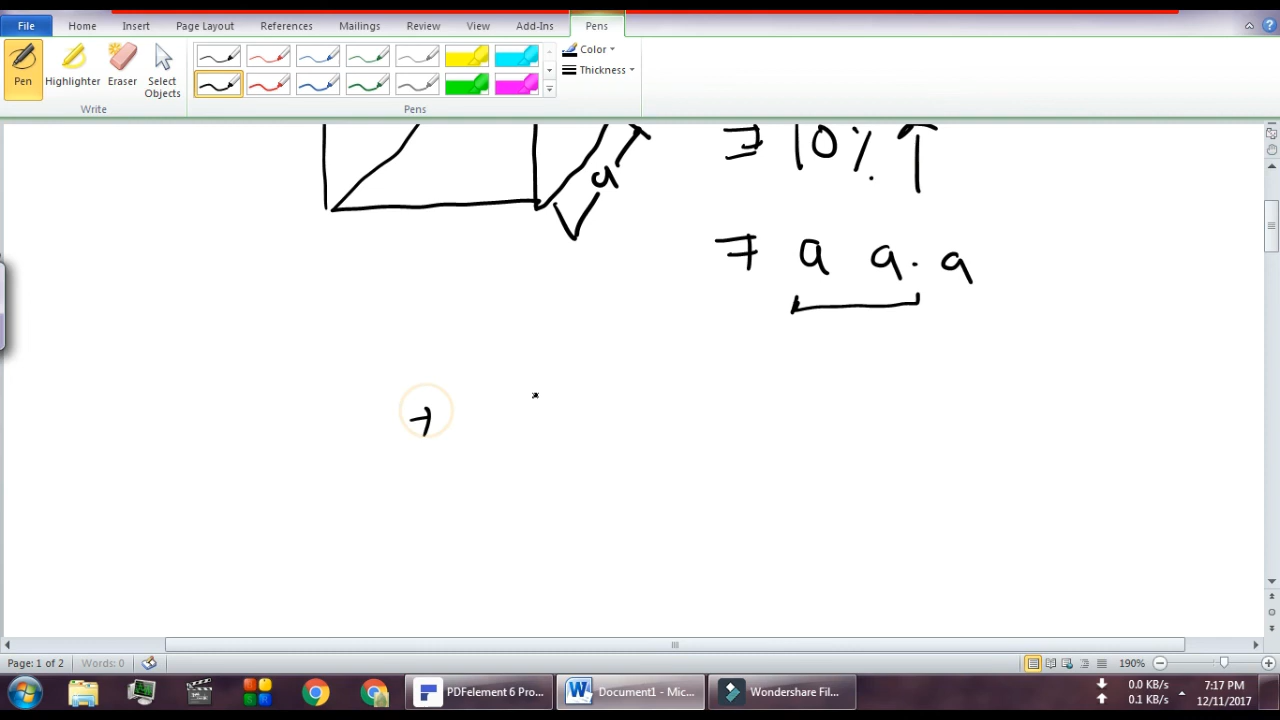 File Home Insert Page Layout References Mailings Review View Add-Ins Pens
Pen Highlighter Eraser Select Objects
Color
Thickness
Write Pens
10% ↑
a
a a. a
+
Page: 1 of 2 Words: 0 190%
PDFelement 6 Pro... Document1 - Mic... Wondershare Fil...
0.0 KB/s
0.1 KB/s
7:17 PM
12/11/2017